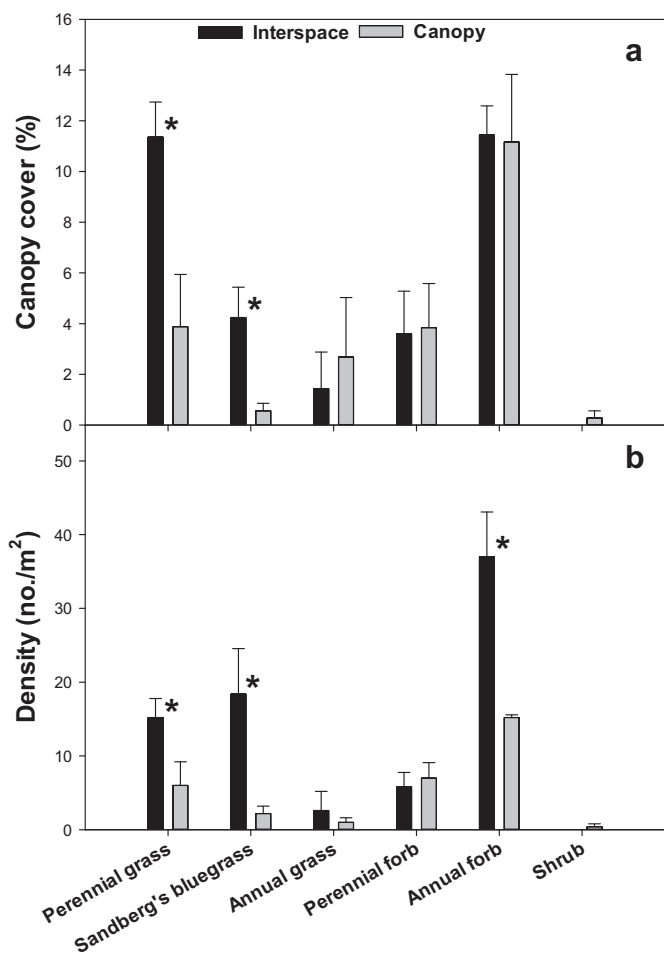 Interspace Canopy
a
16
14
12
10
8
6
4
2
0
Canopy cover (%)
*
*
b
50
40
30
20
10
0
Density (no./m²)
*
*
*
Perennial grass
Sandberg's bluegrass
Annual grass
Perennial forb
Annual forb
Shrub